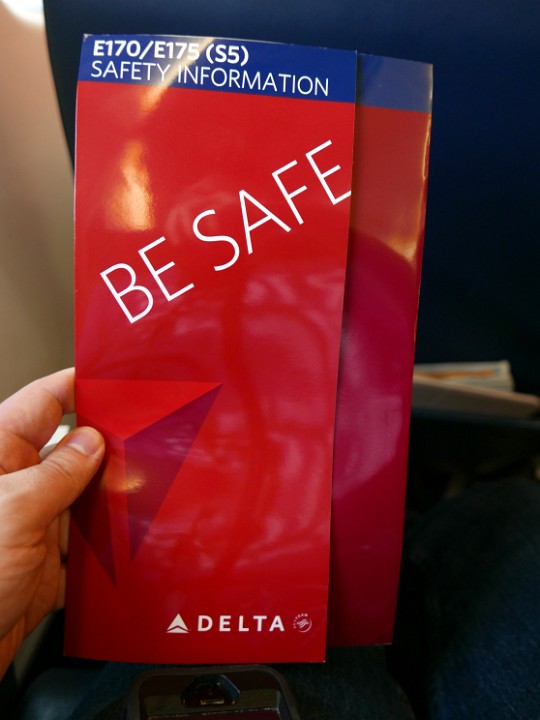 E170/E175 (S5)
SAFETY INFORMATION
BE SAFE
DELTA